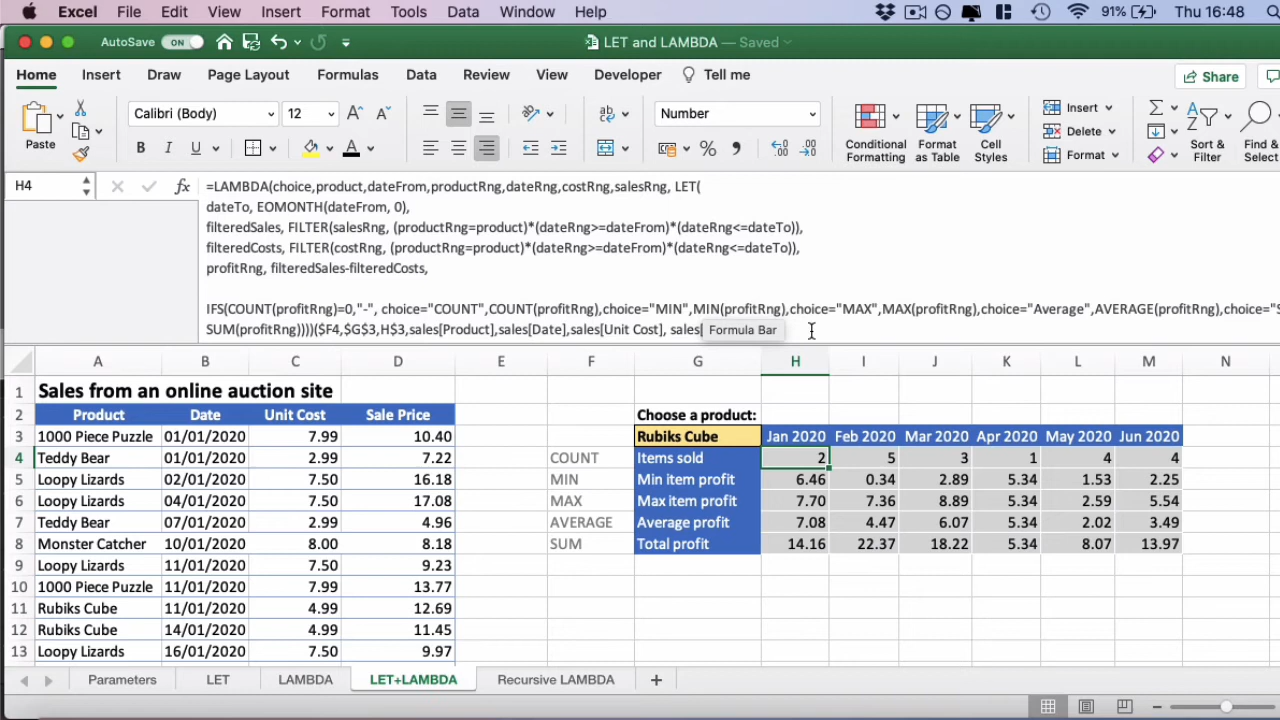 Excel File Edit View Insert Format Tools Data Window Help 91% Thu 16:48
AutoSave ON LET and LAMBDA — Saved
Home Insert Draw Page Layout Formulas Data Review View Developer Tell me Share
Paste Calibri (Body) 12 A A ab Number Conditional Formatting Format as Table Cell Styles Insert Delete Format Sort & Filter Find & Select
B I U A % 
H4 fx =LAMBDA(choice,product,dateFrom,productRng,dateRng,costRng,salesRng, LET(
dateTo, EOMONTH(dateFrom, 0),
filteredSales, FILTER(salesRng, (productRng=product)*(dateRng>=dateFrom)*(dateRng<=dateTo)),
filteredCosts, FILTER(costRng, (productRng=product)*(dateRng>=dateFrom)*(dateRng<=dateTo)),
profitRng, filteredSales-filteredCosts,
IFS(COUNT(profitRng)=0,"-", choice="COUNT",COUNT(profitRng),choice="MIN",MIN(profitRng),choice="MAX",MAX(profitRng),choice="Average",AVERAGE(profitRng),choice="S
SUM(profitRng))))($F4,$G$3,H$3,sales[Product],sales[Date],sales[Unit Cost], sales[ Formula Bar
A B C D E F G H I J K L M N
1 Sales from an online auction site
2 Product Date Unit Cost Sale Price Choose a product:
3 1000 Piece Puzzle 01/01/2020 7.99 10.40 Rubiks Cube Jan 2020 Feb 2020 Mar 2020 Apr 2020 May 2020 Jun 2020
4 Teddy Bear 01/01/2020 2.99 7.22 COUNT Items sold 2 5 3 1 4 4
5 Loopy Lizards 02/01/2020 7.50 16.18 MIN Min item profit 6.46 0.34 2.89 5.34 1.53 2.25
6 Loopy Lizards 04/01/2020 7.50 17.08 MAX Max item profit 7.70 7.36 8.89 5.34 2.59 5.54
7 Teddy Bear 07/01/2020 2.99 4.96 AVERAGE Average profit 7.08 4.47 6.07 5.34 2.02 3.49
8 Monster Catcher 10/01/2020 8.00 8.18 SUM Total profit 14.16 22.37 18.22 5.34 8.07 13.97
9 Loopy Lizards 11/01/2020 7.50 9.23
10 1000 Piece Puzzle 11/01/2020 7.99 13.77
11 Rubiks Cube 11/01/2020 4.99 12.69
12 Rubiks Cube 14/01/2020 4.99 11.45
13 Loopy Lizards 16/01/2020 7.50 9.97
Parameters LET LAMBDA LET+LAMBDA Recursive LAMBDA +